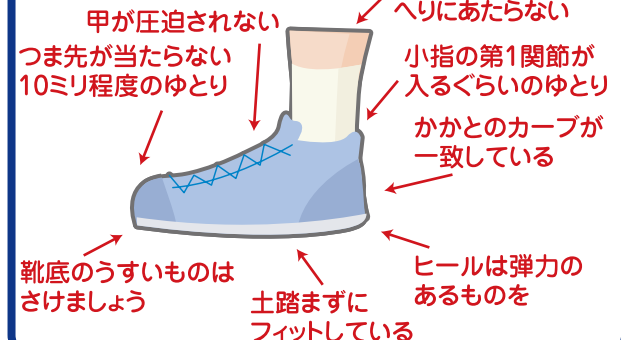 へりにあたらない
甲が圧迫されない
つま先が当たらない
10ミリ程度のゆとり
小指の第1関節が
入るぐらいのゆとり
かかとのカーブが
一致している
靴底のうすいものは
さけましょう
土踏まずに
フィットしている
ヒールは弾力の
あるものを